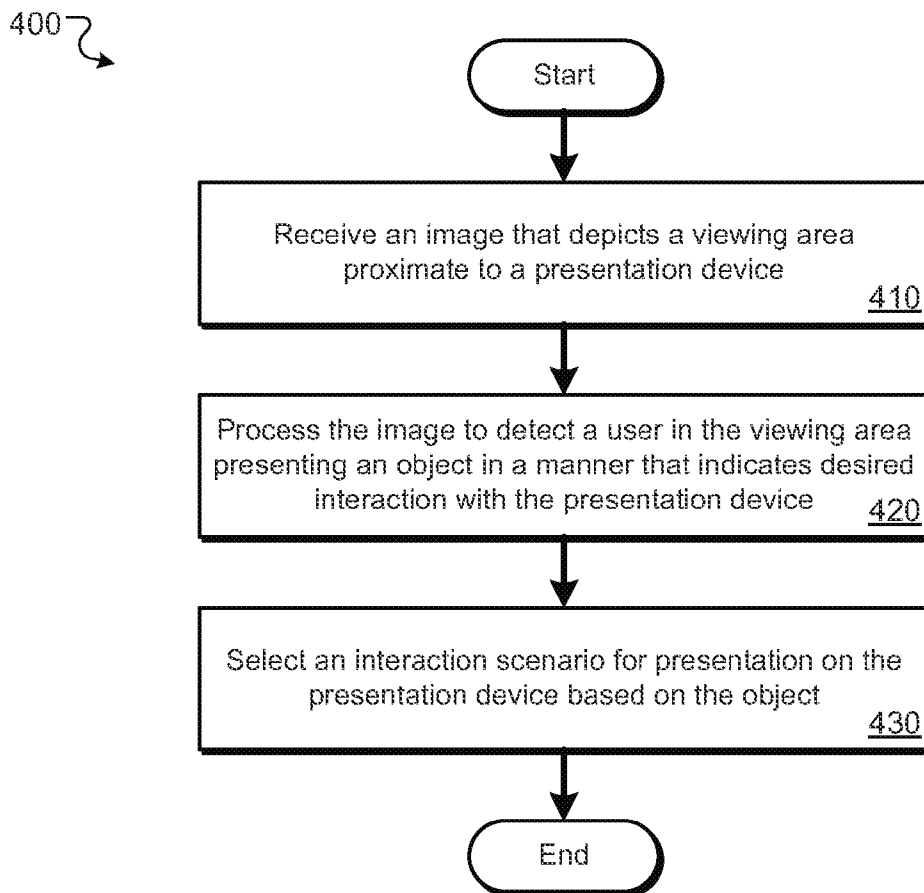 400
Start
Receive an image that depicts a viewing area
proximate to a presentation device
410
Process the image to detect a user in the viewing area
presenting an object in a manner that indicates desired
interaction with the presentation device
420
Select an interaction scenario for presentation on the
presentation device based on the object
430
End